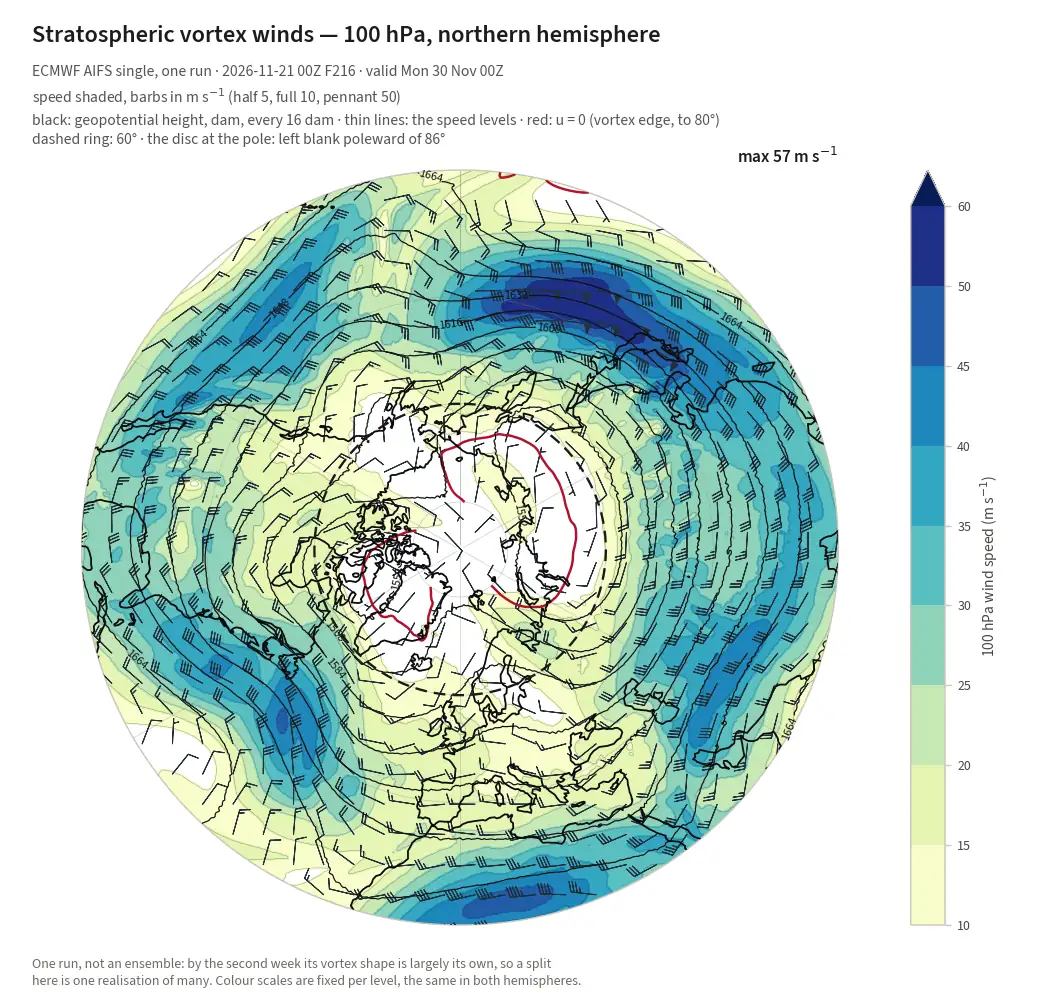 Stratospheric vortex winds — 100 hPa, northern hemisphere
ECMWF AIFS single, one run · 2026-11-21 00Z F216 · valid Mon 30 Nov 00Z
speed shaded, barbs in m s⁻¹ (half 5, full 10, pennant 50)
black: geopotential height, dam, every 16 dam · thin lines: the speed levels · red: u = 0 (vortex edge, to 80°)
dashed ring: 60° · the disc at the pole: left blank poleward of 86°
max 57 m s⁻¹
1664
1632
1616
1600
1664
1648
1664
1584
1664
1664
60
50
45
40
35
30
25
20
15
10
100 hPa wind speed (m s⁻¹)
One run, not an ensemble: by the second week its vortex shape is largely its own, so a split
here is one realisation of many. Colour scales are fixed per level, the same in both hemispheres.